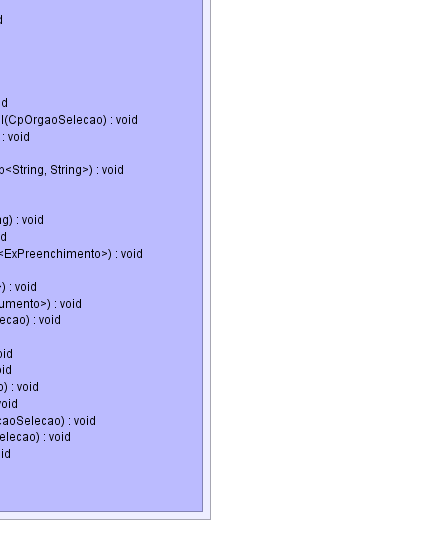 d
d
l(CpOrgaoSelecao) : void
: void
<String, String>) : void
g) : void
d
<ExPreenchimento>) : void
>) : void
umento>) : void
ecao) : void
oid
oid
) : void
void
aoSelecao) : void
elecao) : void
id